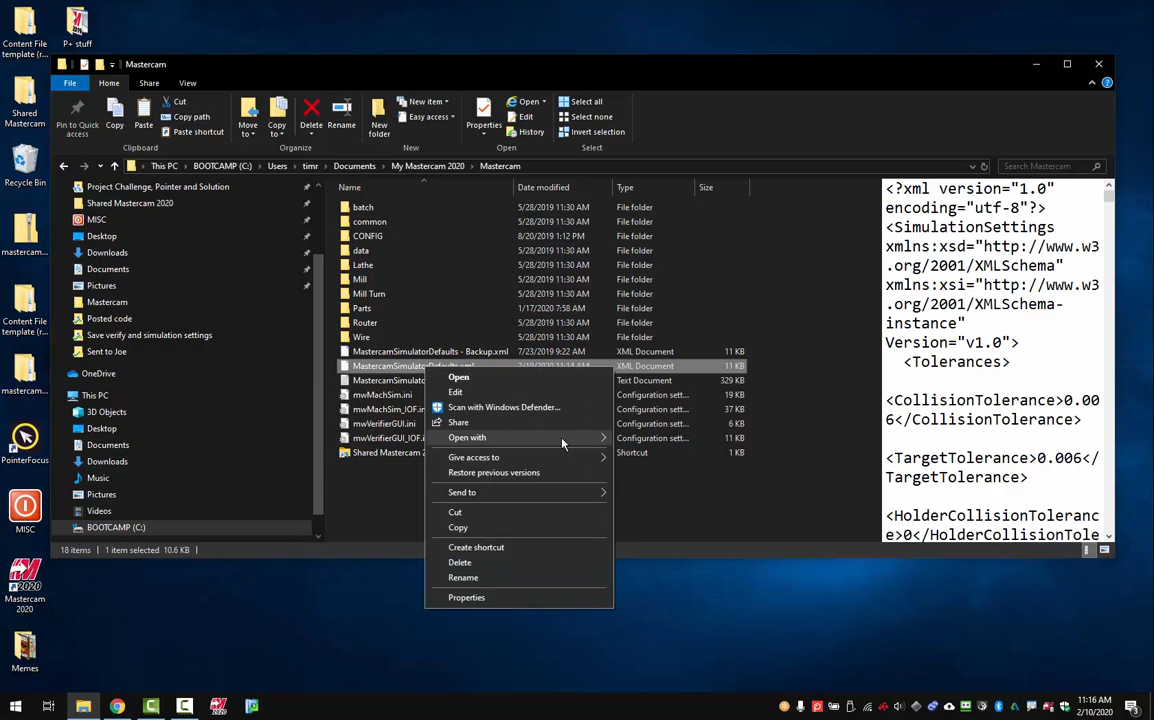 Content File
template (r...
P+ stuff
Shared
Mastercam
Recycle Bin
mastercam...
Content File
template (r...
mastercam...
PointerFocus
MISC
Mastercam
2020
Memes
Mastercam
File
Home
Share
View
Pin to Quick
access
Copy
Paste
Cut
Copy path
Paste shortcut
Clipboard
Move
to
Copy
to
Delete
Rename
Organize
New
folder
New item
Easy access
New
Properties
Open
Edit
History
Open
Select all
Select none
Invert selection
Select
This PC
BOOTCAMP (C:)
Users
timr
Documents
My Mastercam 2020
Mastercam
Search Mastercam
Project Challenge, Pointer and Solution
Shared Mastercam 2020
MISC
Desktop
Downloads
Documents
Pictures
Mastercam
Posted code
Save verify and simulation settings
Sent to Joe
OneDrive
This PC
3D Objects
Desktop
Documents
Downloads
Music
Pictures
Videos
BOOTCAMP (C:)
Name Date modified Type Size
batch 5/28/2019 11:30 AM File folder
common 5/28/2019 11:30 AM File folder
CONFIG 8/20/2019 1:12 PM File folder
data 5/28/2019 11:30 AM File folder
Lathe 5/28/2019 11:30 AM File folder
Mill 5/28/2019 11:30 AM File folder
Mill Turn 5/28/2019 11:30 AM File folder
Parts 1/17/2020 7:58 AM File folder
Router 5/28/2019 11:30 AM File folder
Wire 5/28/2019 11:30 AM File folder
MastercamSimulatorDefaults - Backup.xml 7/23/2019 9:22 AM XML Document 11 KB
XML Document 11 KB
MastercamSimulato Text Document 329 KB
mwMachSim.ini Configuration sett... 19 KB
mwMachSim_IOF.i Configuration sett... 37 KB
mwVerifierGUI.ini Configuration sett... 6 KB
mwVerifierGUI_IOF.i Configuration sett... 11 KB
Shared Mastercam 2 Shortcut 1 KB
Open
Edit
Scan with Windows Defender...
Share
Open with
Give access to
Restore previous versions
Send to
Cut
Copy
Create shortcut
Delete
Rename
Properties
<?xml version="1.0"
encoding="utf-8"?>
<SimulationSettings
xmlns:xsd="http://www.w3
.org/2001/XMLSchema"
xmlns:xsi="http://www.w3
.org/2001/XMLSchema-
instance"
Version="v1.0">
<Tolerances>
<CollisionTolerance>0.00
6</CollisionTolerance>
<TargetTolerance>0.006</
TargetTolerance>
<HolderCollisionToleranc
e>0</HolderCollisionTole
18 items 1 item selected 10.6 KB
11:16 AM
2/10/2020